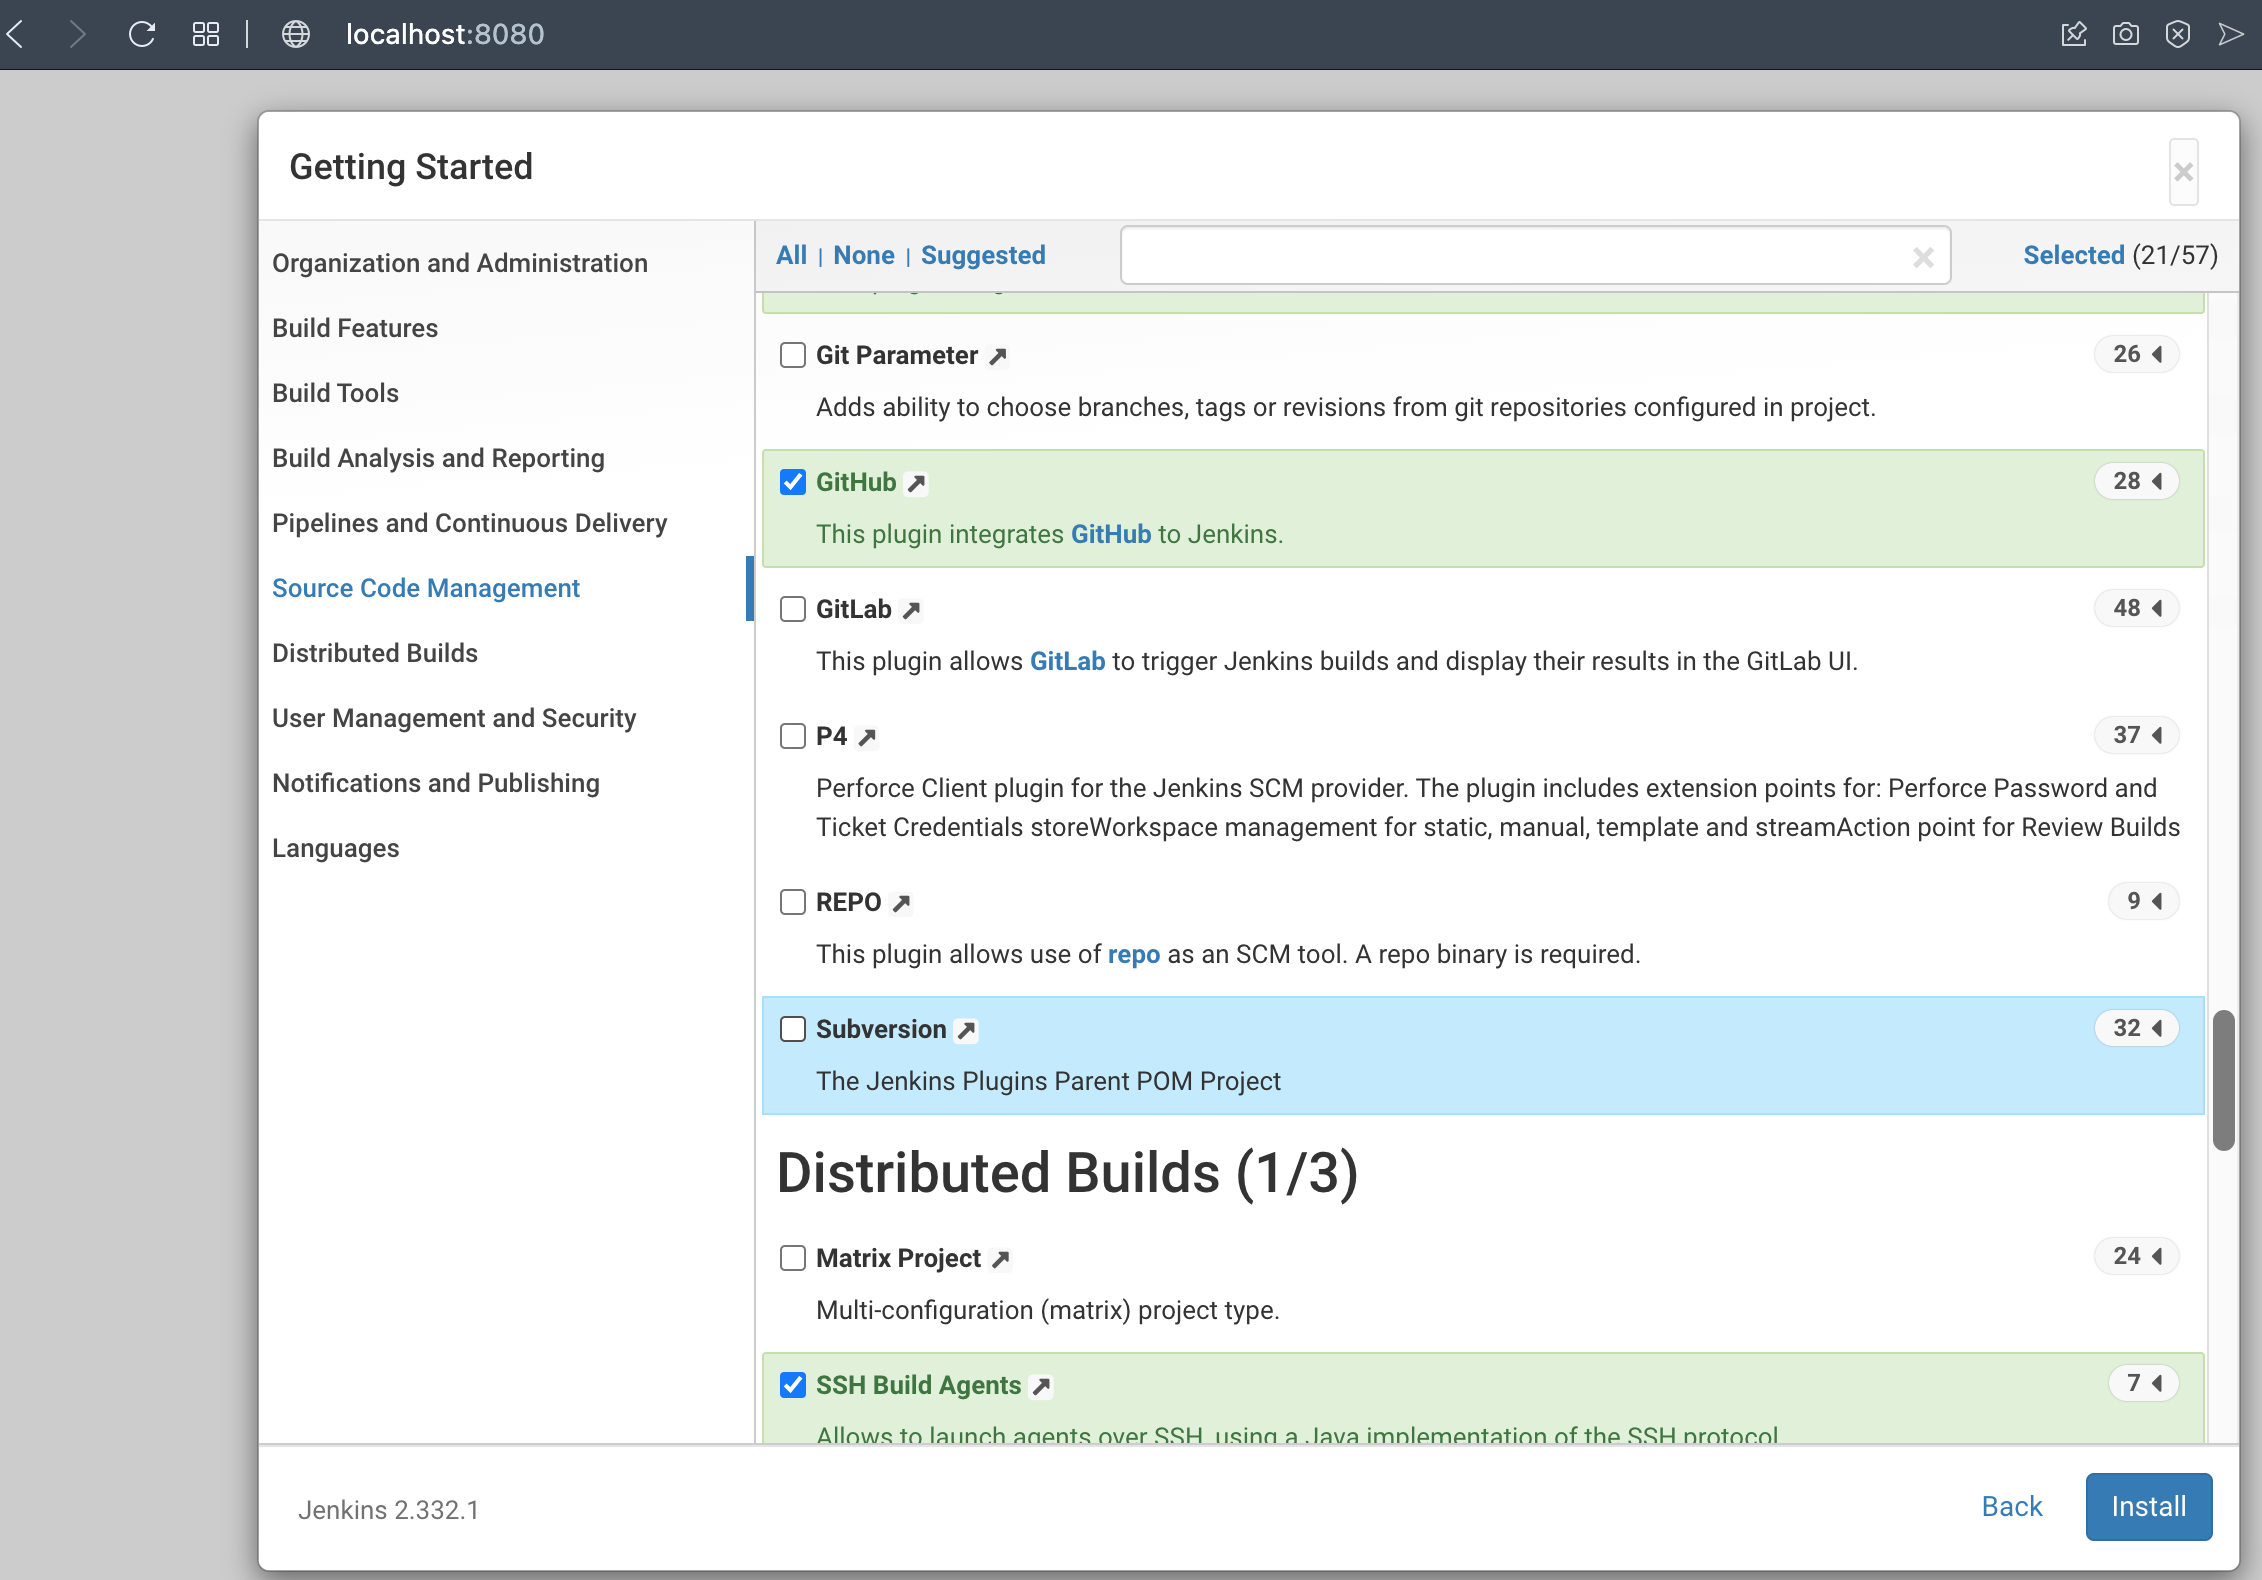 localhost:8080
Getting Started
Organization and Administration
Build Features
Build Tools
Build Analysis and Reporting
Pipelines and Continuous Delivery
Source Code Management
Distributed Builds
User Management and Security
Notifications and Publishing
Languages
All | None | Suggested
Selected (21/57)
Git Parameter
26
Adds ability to choose branches, tags or revisions from git repositories configured in project.
GitHub
28
This plugin integrates GitHub to Jenkins.
GitLab
48
This plugin allows GitLab to trigger Jenkins builds and display their results in the GitLab UI.
P4
37
Perforce Client plugin for the Jenkins SCM provider. The plugin includes extension points for: Perforce Password and
Ticket Credentials storeWorkspace management for static, manual, template and streamAction point for Review Builds
REPO
9
This plugin allows use of repo as an SCM tool. A repo binary is required.
Subversion
32
The Jenkins Plugins Parent POM Project
Distributed Builds (1/3)
Matrix Project
24
Multi-configuration (matrix) project type.
SSH Build Agents
7
Allows to launch agents over SSH, using a Java implementation of the SSH protocol
Jenkins 2.332.1
Back
Install